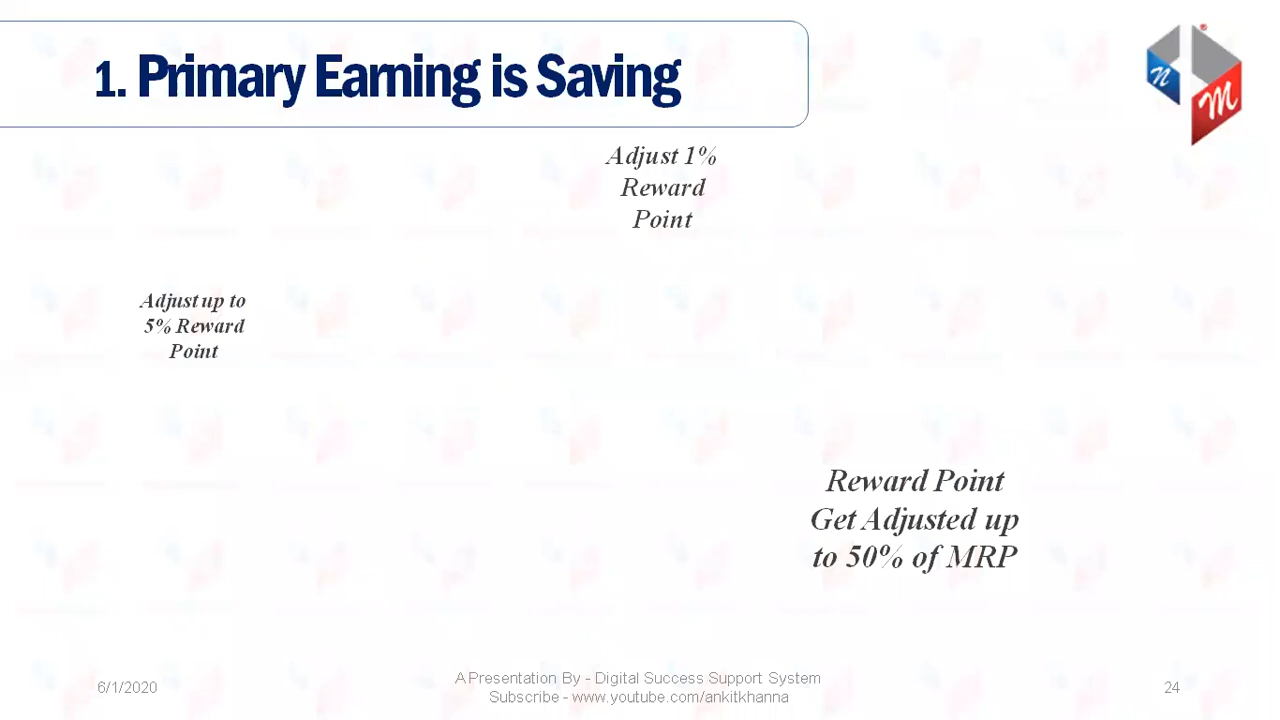 1. Primary Earning is Saving
n
m
Adjust 1%
Reward
Point
Adjust up to
5% Reward
Point
Reward Point
Get Adjusted up
to 50% of MRP
6/1/2020
A Presentation By - Digital Success Support System
Subscribe - www.youtube.com/ankitkhanna
24